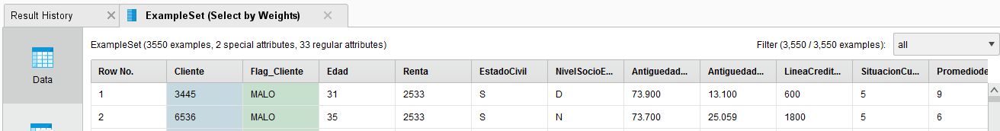 Result History
ExampleSet (Select by Weights)
ExampleSet (3550 examples, 2 special attributes, 33 regular attributes)
Filter (3,550 / 3,550 examples): all
Data
Row No. Cliente Flag_Cliente Edad Renta EstadoCivil NivelSocioE... Antiguedad... Antiguedad... LineaCredit... SituacionCu... Promediode
1 3445 MALO 31 2533 S D 73.900 13.100 600 5 9
2 6536 MALO 35 2533 S N 73.700 25.059 1800 5 6